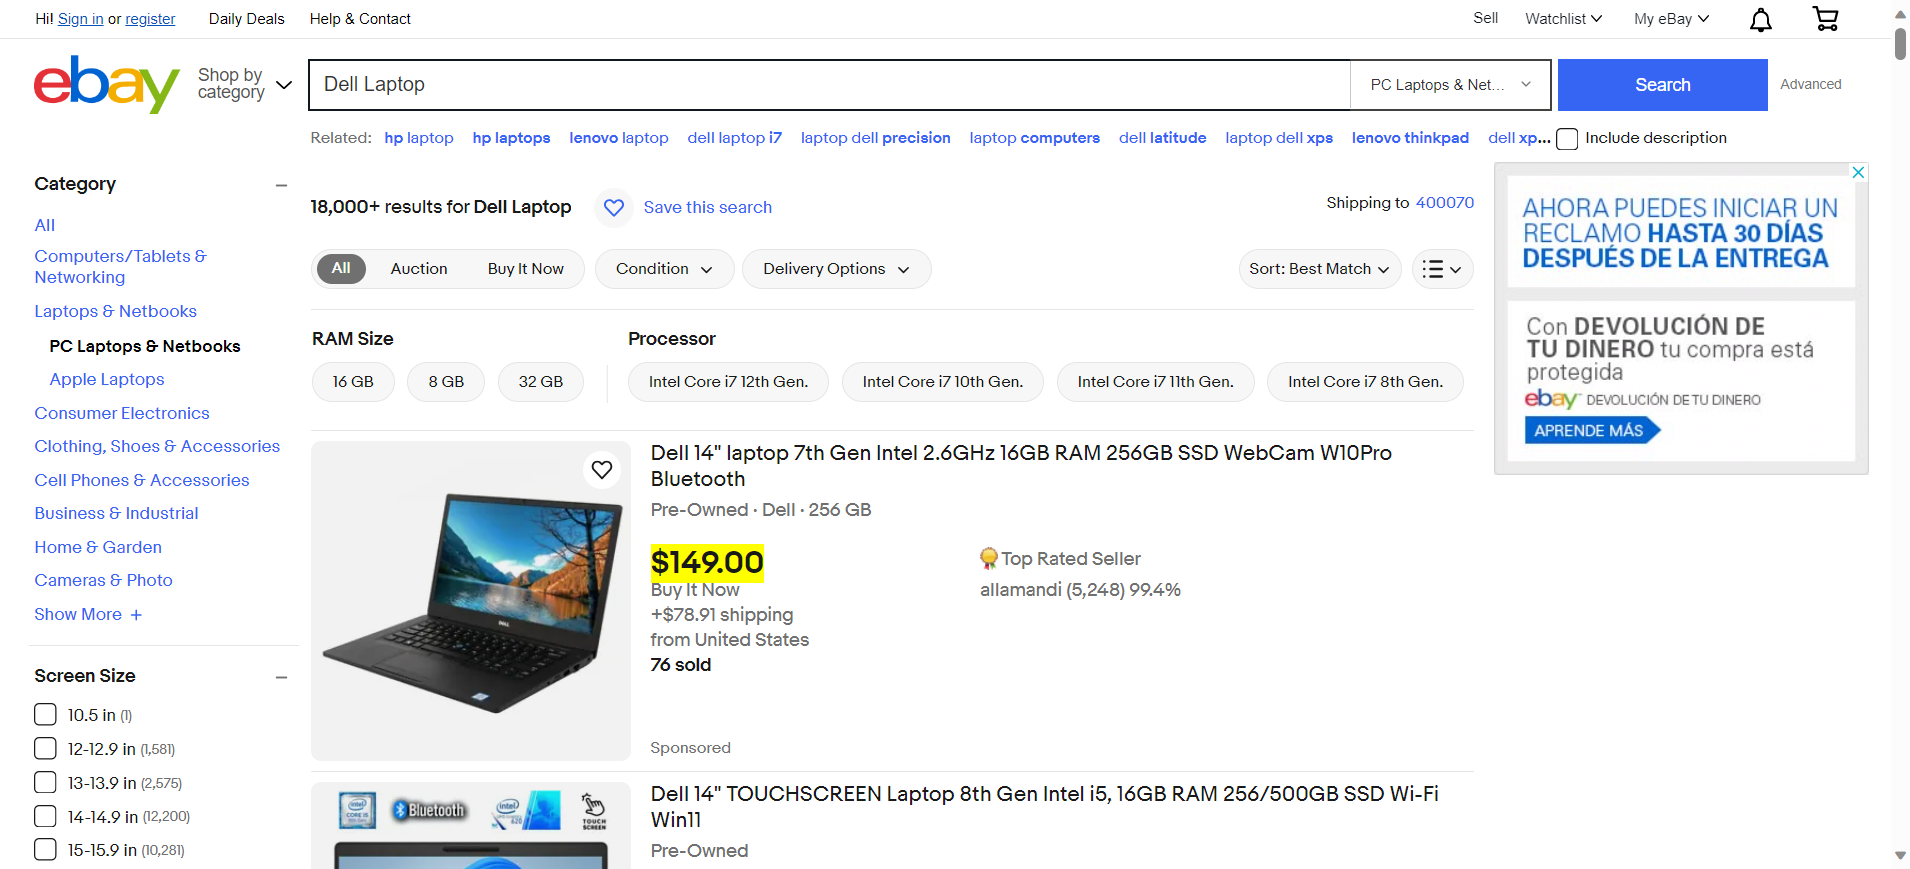 Hi! Sign in or register Daily Deals Help & Contact Sell Watchlist My eBay
ebay Shop by category Dell Laptop PC Laptops & Net... Search Advanced
Related: hp laptop hp laptops lenovo laptop dell laptop i7 laptop dell precision laptop computers dell latitude laptop dell xps lenovo thinkpad dell xp... Include description
Category
All
Computers/Tablets &
Networking
Laptops & Netbooks
PC Laptops & Netbooks
Apple Laptops
Consumer Electronics
Clothing, Shoes & Accessories
Cell Phones & Accessories
Business & Industrial
Home & Garden
Cameras & Photo
Show More
Screen Size
10.5 in (1)
12-12.9 in (1,581)
13-13.9 in (2,575)
14-14.9 in (12,200)
15-15.9 in (10,281)
18,000+ results for Dell Laptop Save this search Shipping to 400070
All Auction Buy It Now Condition Delivery Options Sort: Best Match
RAM Size
16 GB 8 GB 32 GB
Processor
Intel Core i7 12th Gen. Intel Core i7 10th Gen. Intel Core i7 11th Gen. Intel Core i7 8th Gen.
Dell 14" laptop 7th Gen Intel 2.6GHz 16GB RAM 256GB SSD WebCam W10Pro
Bluetooth
Pre-Owned · Dell · 256 GB
$149.00
Buy It Now
+$78.91 shipping
from United States
76 sold
Top Rated Seller
allamandi (5,248) 99.4%
Sponsored
DELL
Bluetooth
intel
CORE i5
intel
TOUCH
SCREEN
Dell 14" TOUCHSCREEN Laptop 8th Gen Intel i5, 16GB RAM 256/500GB SSD Wi-Fi
Win11
Pre-Owned
AHORA PUEDES INICIAR UN
RECLAMO HASTA 30 DÍAS
DESPUÉS DE LA ENTREGA
Con DEVOLUCIÓN DE
TU DINERO tu compra está
protegida
ebay DEVOLUCIÓN DE TU DINERO
APRENDE MÁS